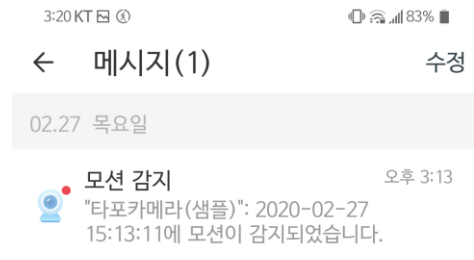 3:20 KT 83%
메시지(1) 수정
02.27 목요일
모션 감지 오후 3:13
"타포카메라(샘플)": 2020-02-27
15:13:11에 모션이 감지되었습니다.